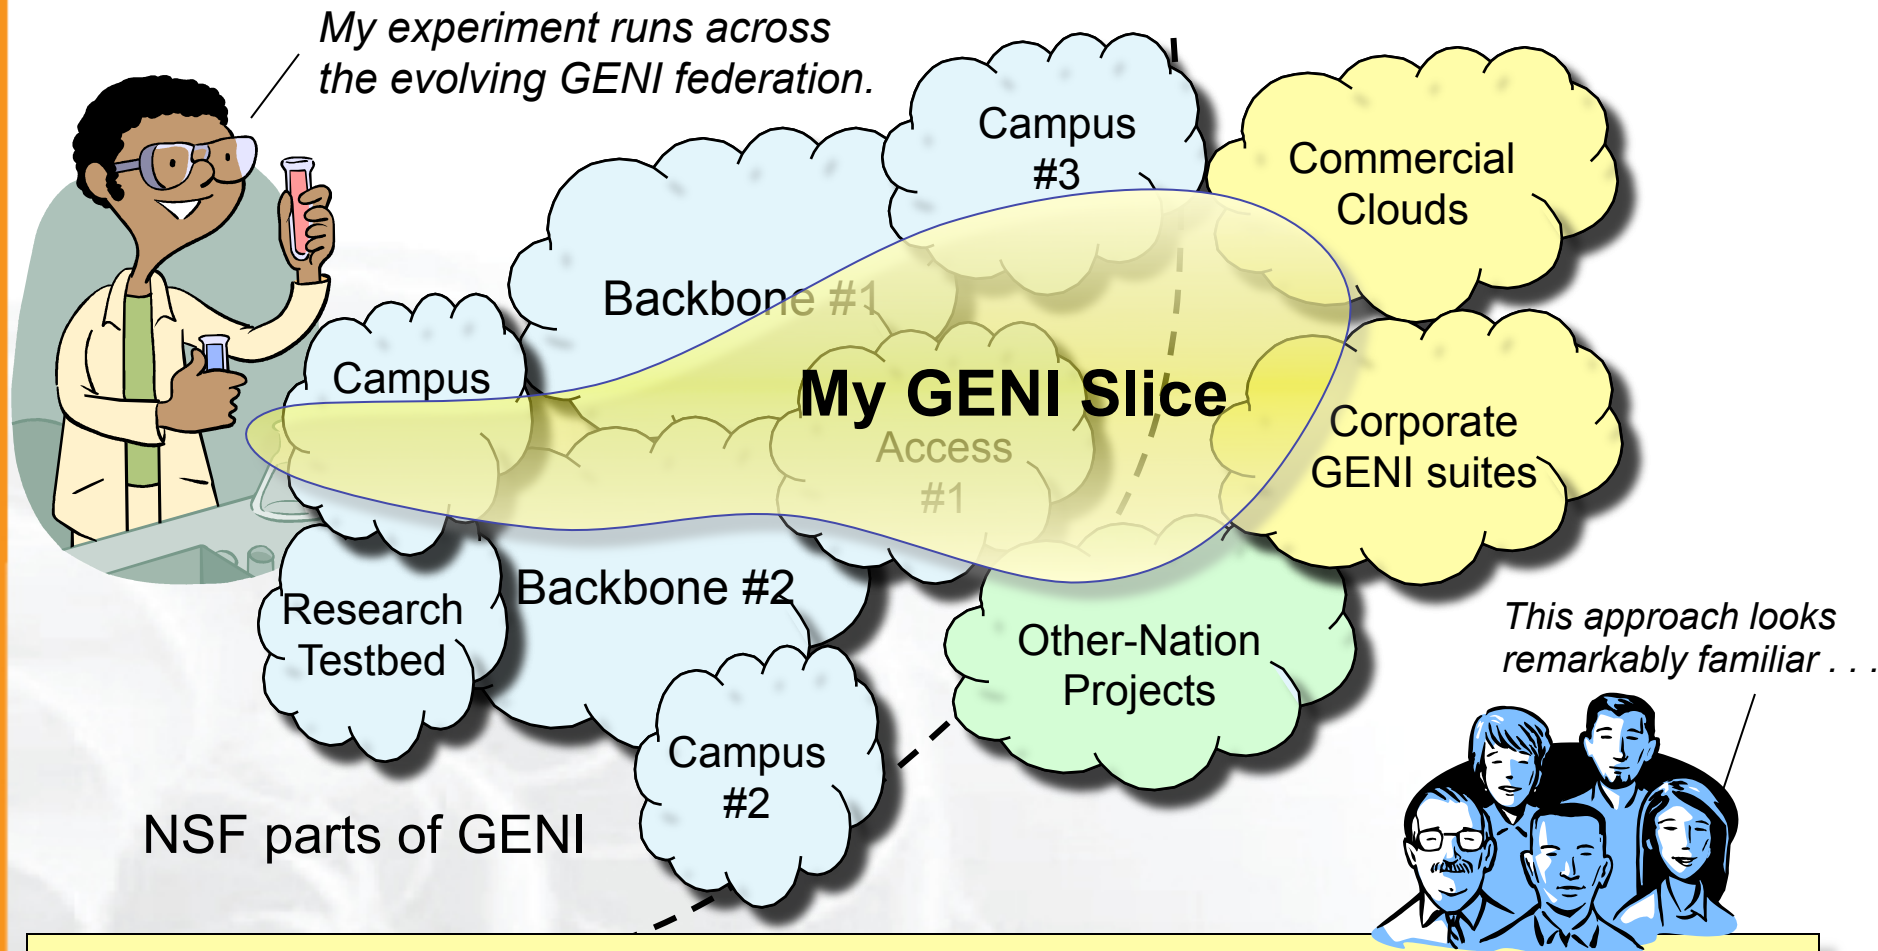 My experiment runs across
the evolving GENI federation.
Campus
#3
Commercial
Clouds
Backbone #1
Campus
My GENI Slice
Access
#1
Corporate
GENI suites
Backbone #2
Research
Testbed
Other-Nation
Projects
This approach looks
remarkably familiar . . .
Campus
#2
NSF parts of GENI